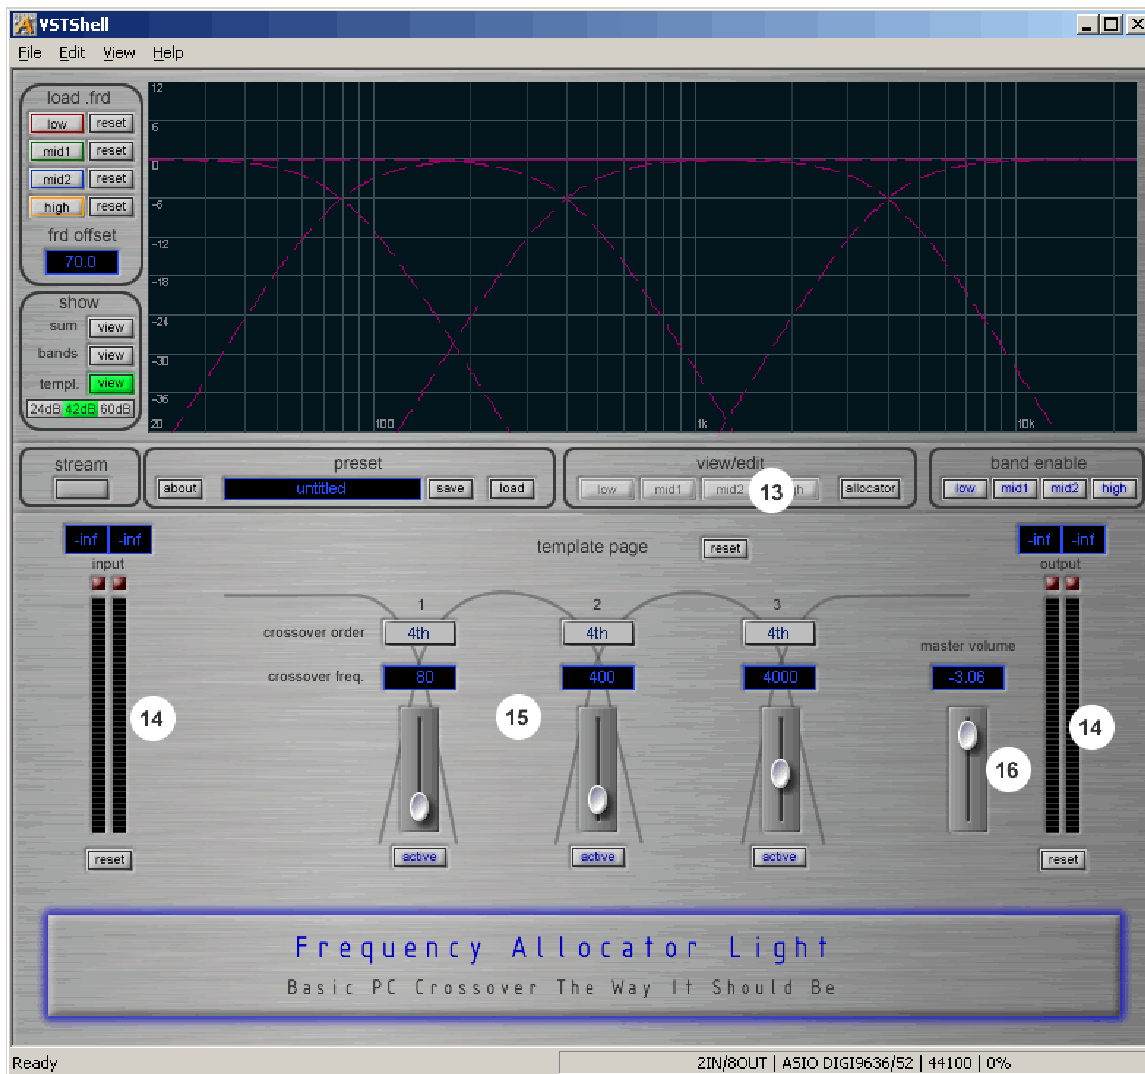 VSTShell
File Edit View Help
load .frd
low reset
mid1 reset
mid2 reset
high reset
frd offset
70.0
show
sum view
bands view
templ. view
24dB 42dB 60dB
12
6
0
-6
-12
-18
-24
-30
-36
20 100 1k 10k
stream
preset
about untitled save load
view/edit
low mid1 mid2 13 gh allocator
band enable
low mid1 mid2 high
-inf -inf
input
template page reset
-inf -inf
output
1 2 3
crossover order 4th 4th 4th
crossover freq. 80 400 4000
master volume
-3.06
14 15 16 14
reset active active active reset
Frequency Allocator Light
Basic PC Crossover The Way It Should Be
Ready 2IN/8OUT | ASIO DIGI9636/52 | 44100 | 0%